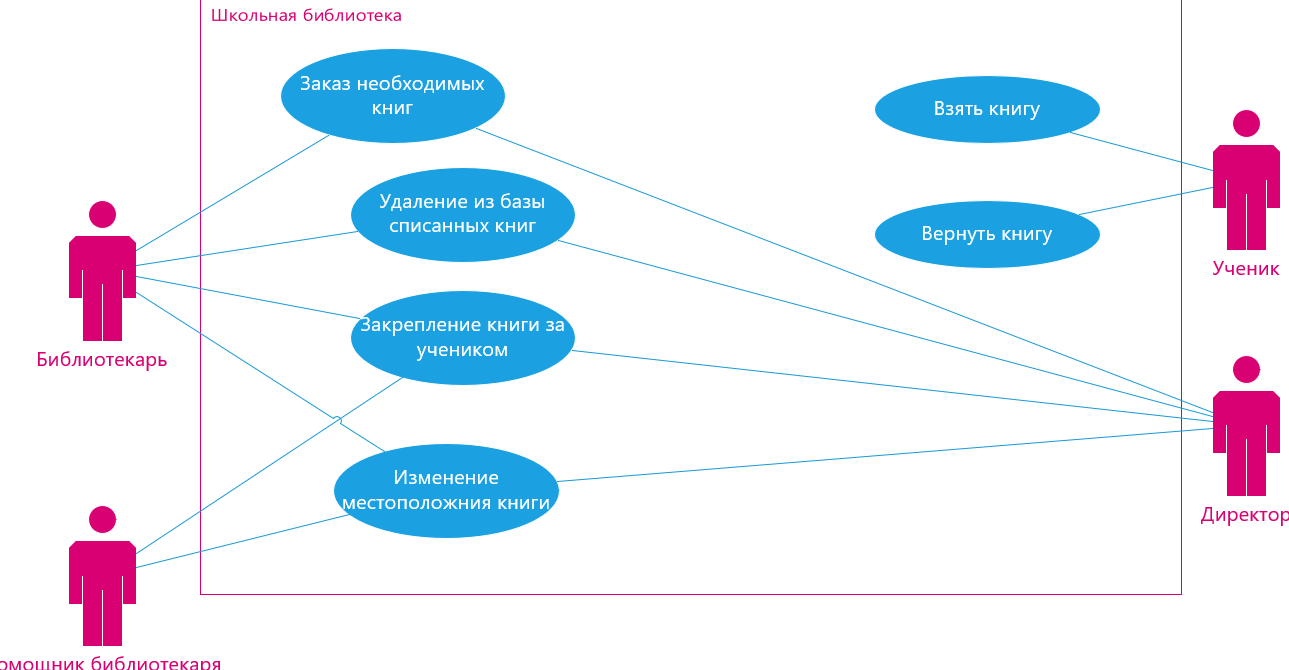 Школьная библиотека
Заказ необходимых
книг
Взять книгу
Удаление из базы
списанных книг
Вернуть книгу
Ученик
Закрепление книги за
учеником
Библиотекарь
Изменение
местоположния книги
Директор
омощник библиотекаря